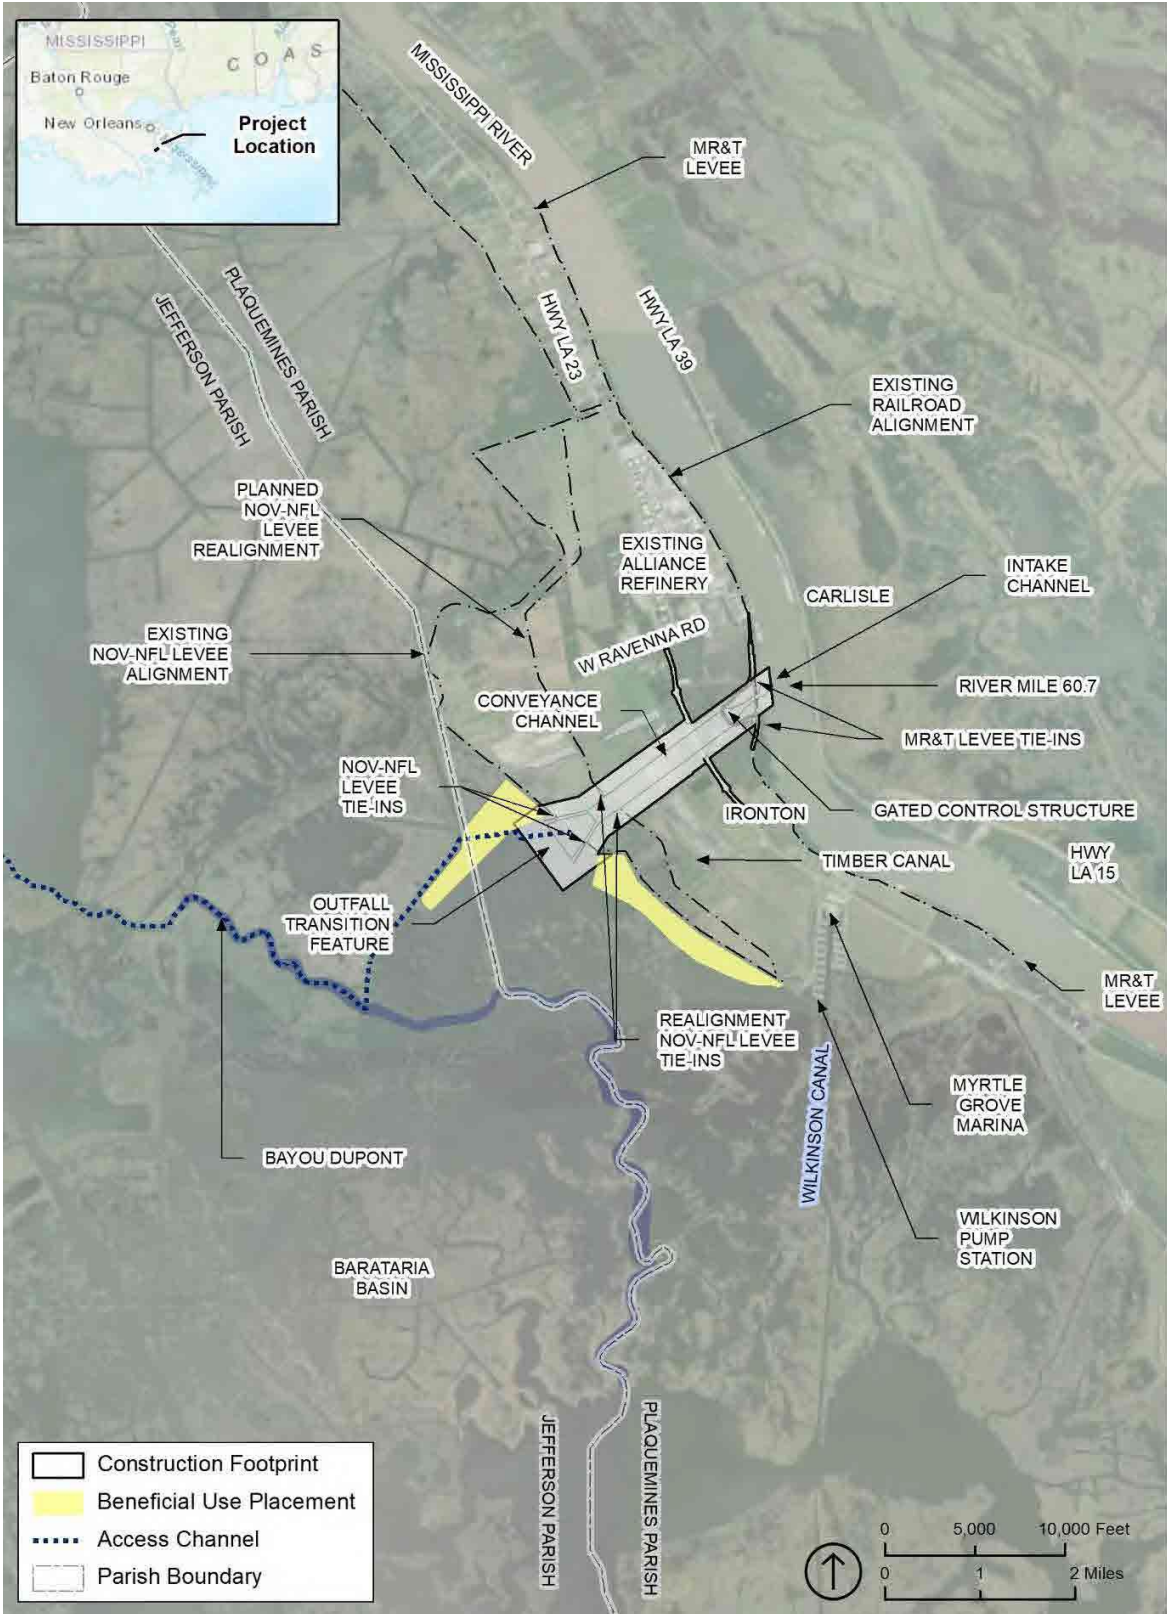 MISSISSIPPI
C O A S
Baton Rouge
New Orleans
Project
Location
MISSISSIPPI RIVER
MR&T
LEVEE
PLAQUEMINES PARISH
JEFFERSON PARISH
HWY LA 23
HWY LA 39
EXISTING
RAILROAD
ALIGNMENT
PLANNED
NOV-NFL
LEVEE
REALIGNMENT
EXISTING
ALLIANCE
REFINERY
INTAKE
CHANNEL
CARLISLE
EXISTING
NOV-NFL LEVEE
ALIGNMENT
W RAVENNA RD
RIVER MILE 60.7
CONVEYANCE
CHANNEL
MR&T LEVEE TIE-INS
NOV-NFL
LEVEE
TIE-INS
IRONTON
GATED CONTROL STRUCTURE
TIMBER CANAL
HWY
LA 15
OUTFALL
TRANSITION
FEATURE
MR&T
LEVEE
REALIGNMENT
NOV-NFL LEVEE
TIE-INS
WILKINSON CANAL
MYRTLE
GROVE
MARINA
BAYOU DUPONT
WILKINSON
PUMP
STATION
BARATARIA
BASIN
JEFFERSON PARISH
PLAQUEMINES PARISH
Construction Footprint
Beneficial Use Placement
Access Channel
Parish Boundary
0 5,000 10,000 Feet
0 1 2 Miles